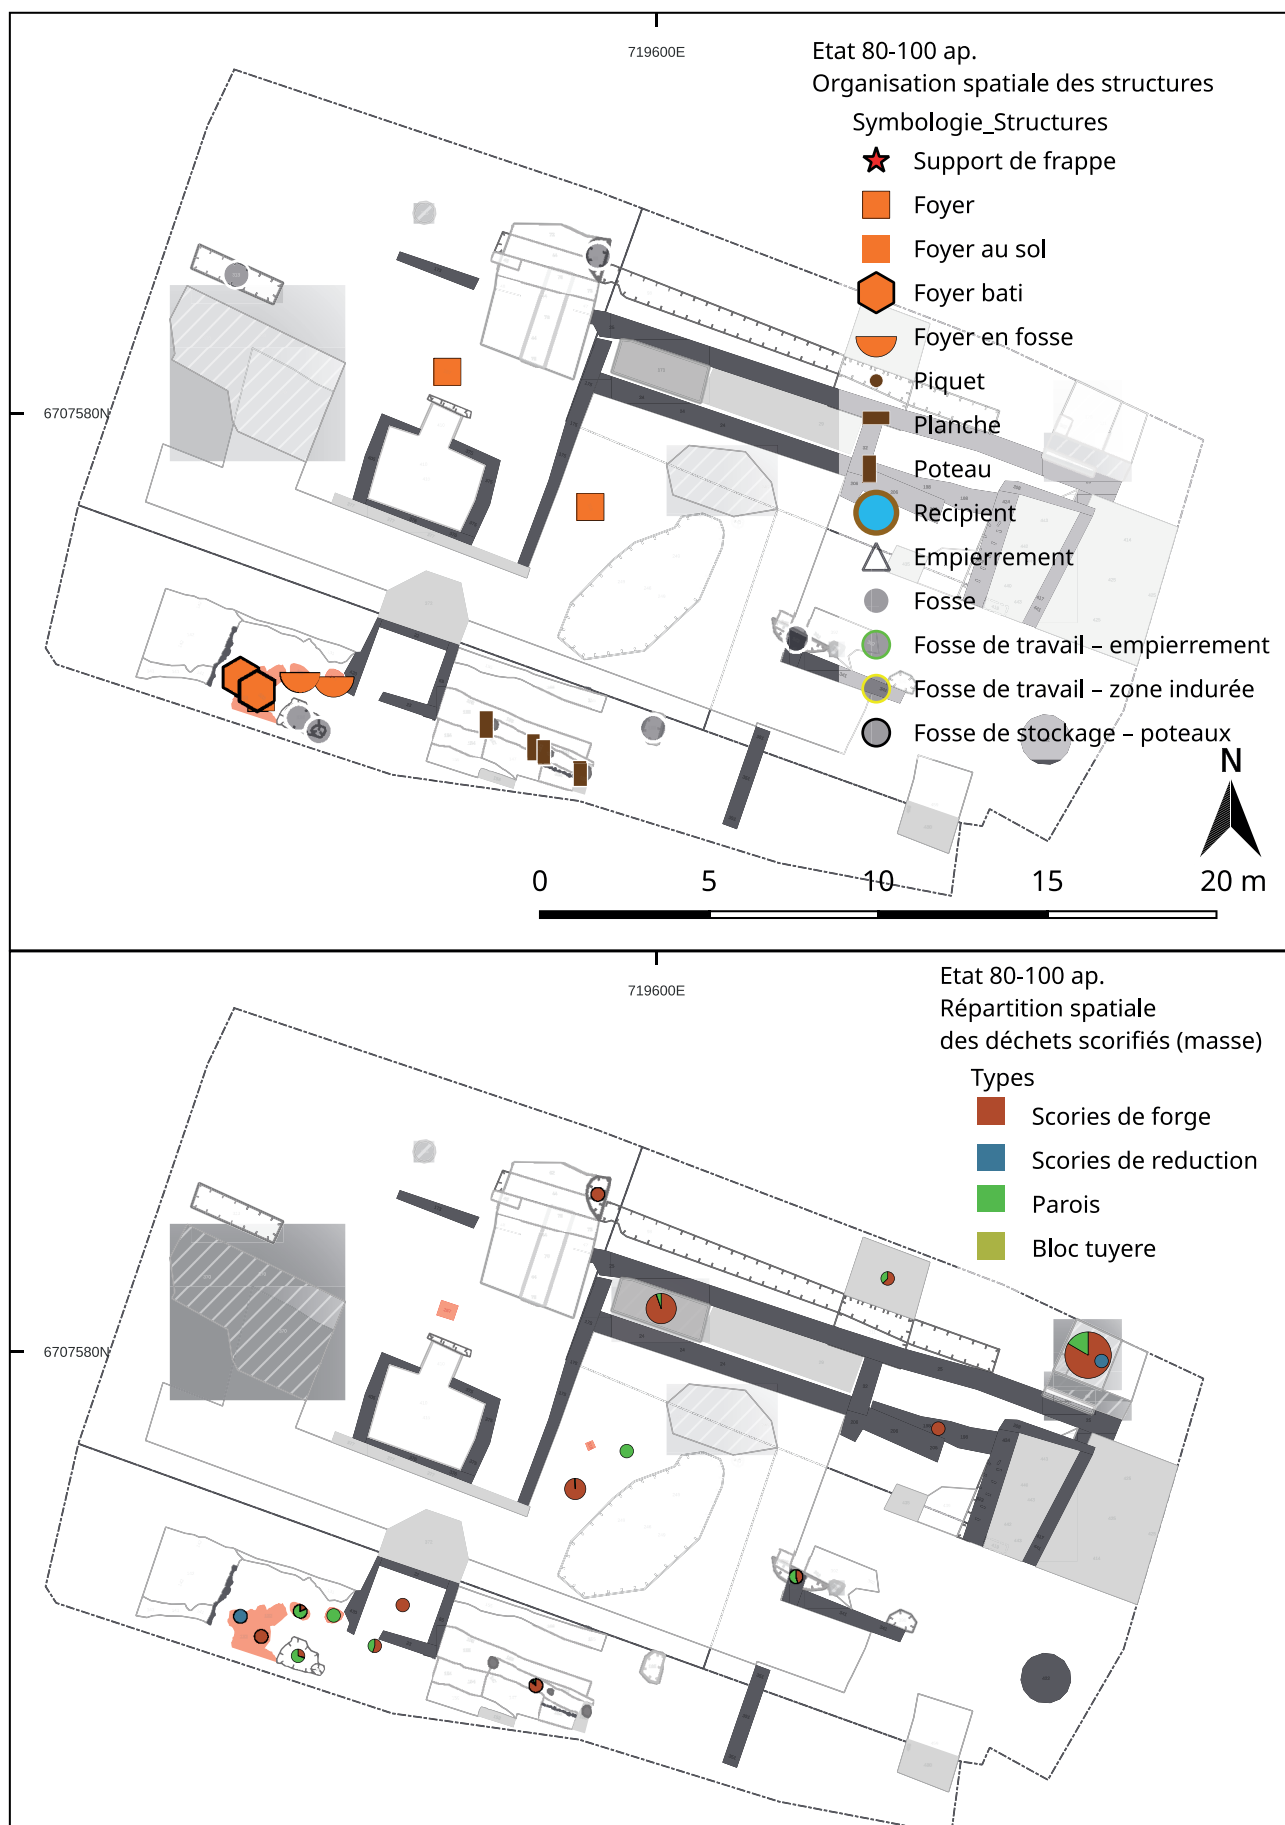 719600E
Etat 80-100 ap.
Organisation spatiale des structures
Symbologie_Structures
Support de frappe
Foyer
Foyer au sol
Foyer bati
Foyer en fosse
Piquet
6707580N
Planche
Poteau
Recipient
Empierrement
Fosse
Fosse de travail – empierrement
Fosse de travail – zone indurée
Fosse de stockage – poteaux
N
0 5 10 15 20 m
719600E
Etat 80-100 ap.
Répartition spatiale
des déchets scorifiés (masse)
Types
Scories de forge
Scories de reduction
Parois
Bloc tuyere
6707580N